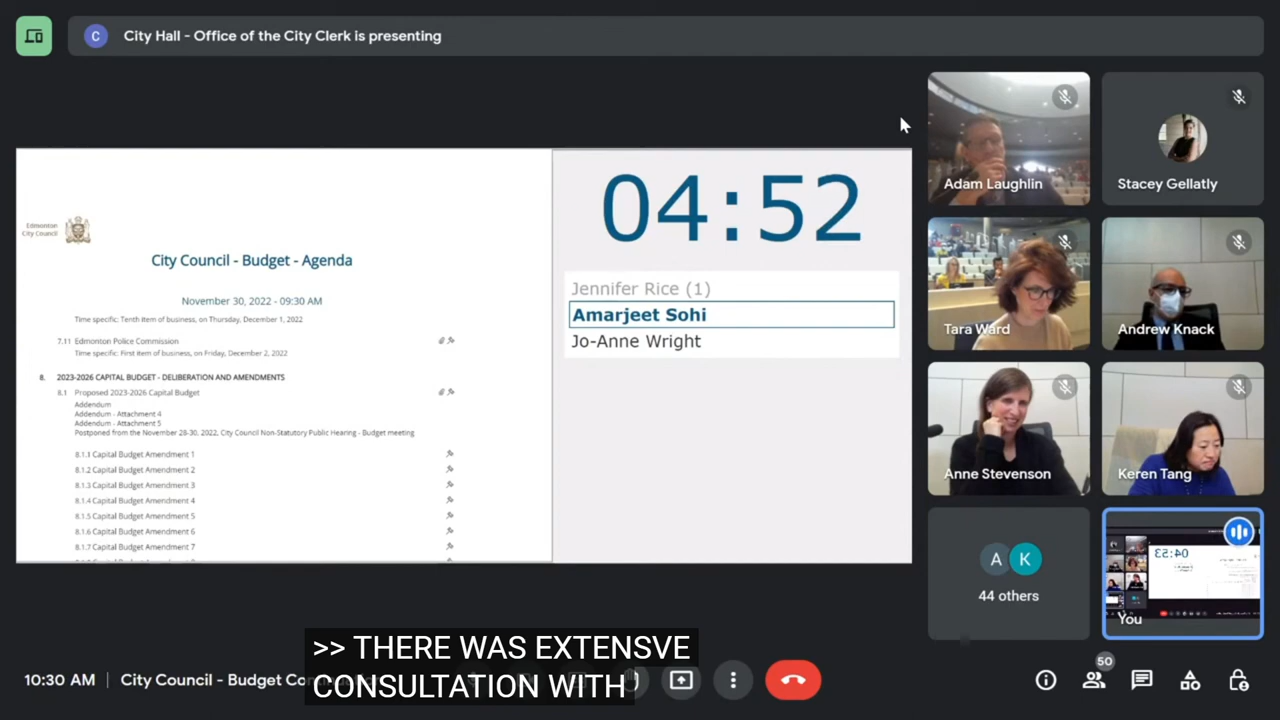 C City Hall - Office of the City Clerk is presenting
Edmonton
City Council
City Council - Budget - Agenda
November 30, 2022 - 09:30 AM
Time specific: Tenth item of business, on Thursday, December 1, 2022
7.11 Edmonton Police Commission
Time specific: First item of business, on Friday, December 2, 2022
8. 2023-2026 CAPITAL BUDGET - DELIBERATION AND AMENDMENTS
8.1 Proposed 2023-2026 Capital Budget
Addendum
Addendum - Attachment 4
Addendum - Attachment 5
Postponed from the November 28-30, 2022, City Council Non-Statutory Public Hearing - Budget meeting
8.1.1 Capital Budget Amendment 1
8.1.2 Capital Budget Amendment 2
8.1.3 Capital Budget Amendment 3
8.1.4 Capital Budget Amendment 4
8.1.5 Capital Budget Amendment 5
8.1.6 Capital Budget Amendment 6
8.1.7 Capital Budget Amendment 7
04:52
Jennifer Rice (1)
Amarjeet Sohi
Jo-Anne Wright
Adam Laughlin
Stacey Gellatly
Tara Ward
Andrew Knack
Anne Stevenson
Keren Tang
A K
44 others
04:53
You
>> THERE WAS EXTENSVE
CONSULTATION WITH
10:30 AM | City Council - Budget Co
50